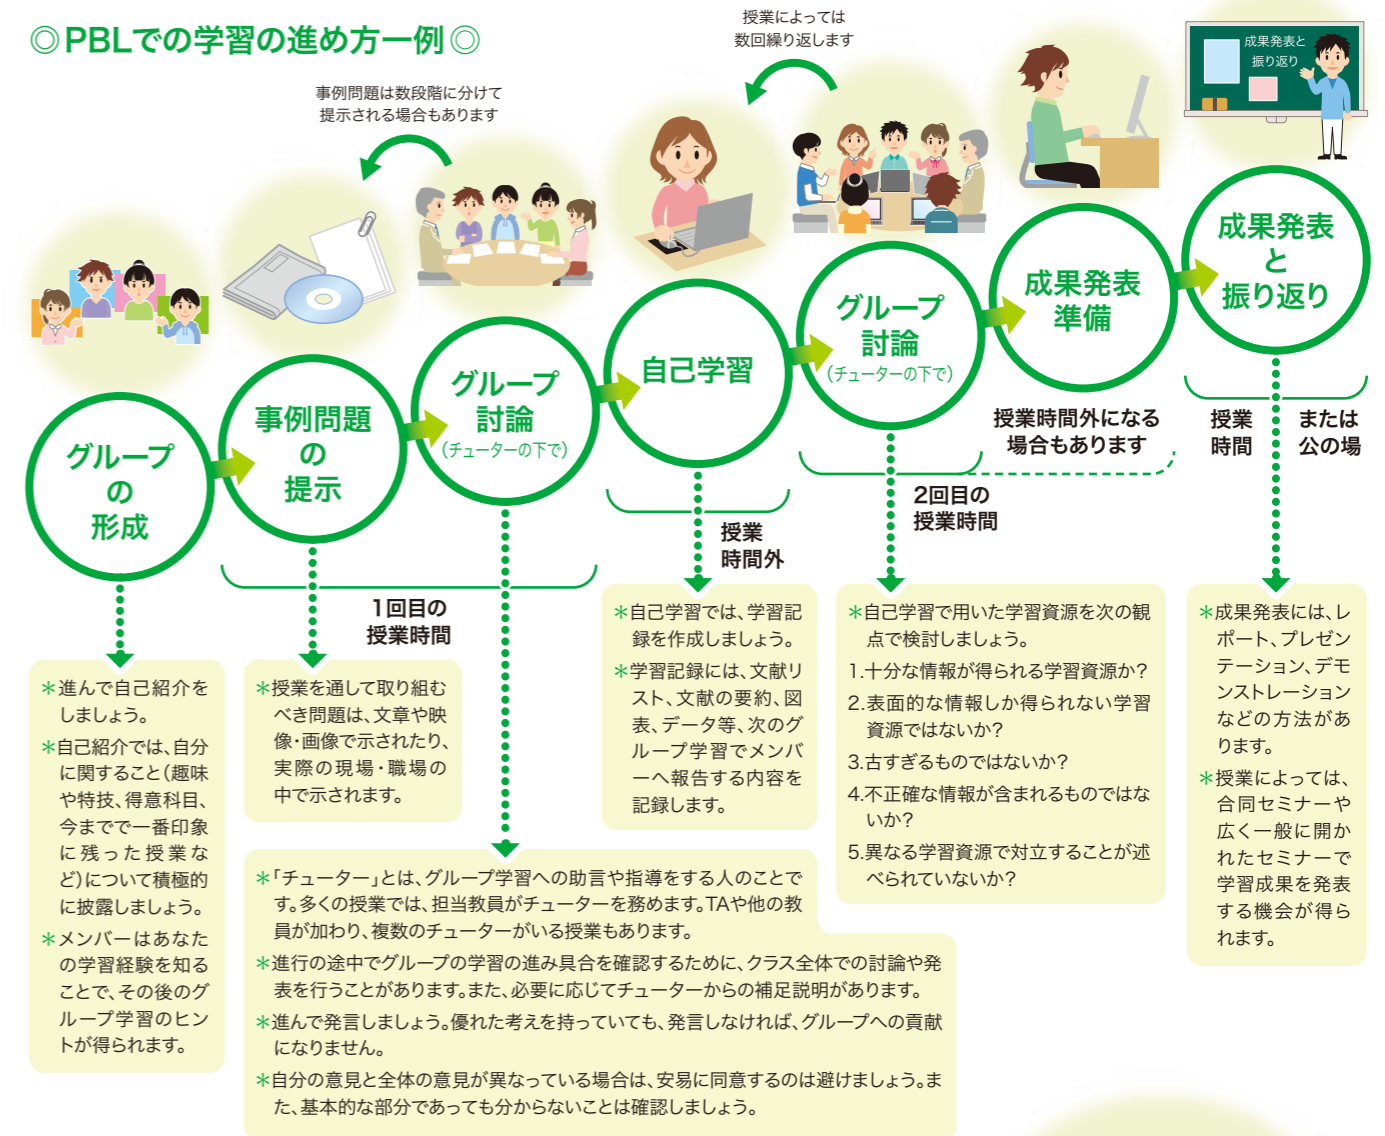 ◎PBLでの学習の進め方一例◎
事例問題は数段階に分けて
提示される場合もあります
授業によっては
数回繰り返します
成果発表と
振り返り
グループ
の
形成
事例問題
の
提示
グループ
討論
（チューターの下で）
自己学習
グループ
討論
（チューターの下で）
成果発表
準備
成果発表
と
振り返り
1回目の
授業時間
授業
時間外
2回目の
授業時間
授業時間外になる
場合もあります
授業
時間
または
公の場
＊進んで自己紹介を
しましょう。
＊自己紹介では、自分
に関すること（趣味
や特技、得意科目、
今までで一番印象
に残った授業な
ど）について積極的
に披露しましょう。
＊メンバーはあなた
の学習経験を知る
ことで、その後のグ
ループ学習のヒン
トが得られます。
＊授業を通して取り組む
べき問題は、文章や映
像・画像で示されたり、
実際の現場・職場の
中で示されます。
＊「チューター」とは、グループ学習への助言や指導をする人のことで
す。多くの授業では、担当教員がチューターを務めます。TAや他の教
員が加わり、複数のチューターがいる授業もあります。
＊進行の途中でグループの学習の進み具合を確認するために、クラス全体での討論や発
表を行うことがあります。また、必要に応じてチューターからの補足説明があります。
＊進んで発言しましょう。優れた考えを持っていても、発言しなければ、グループへの貢献
になりません。
＊自分の意見と全体の意見が異なっている場合は、安易に同意するのは避けましょう。ま
た、基本的な部分であっても分からないことは確認しましょう。
＊自己学習では、学習記
録を作成しましょう。
＊学習記録には、文献リ
スト、文献の要約、図
表、データ等、次のグ
ループ学習でメンバ
ーへ報告する内容を
記録します。
＊自己学習で用いた学習資源を次の観
点で検討しましょう。
1.十分な情報が得られる学習資源か？
2.表面的な情報しか得られない学習
資源ではないか？
3.古すぎるものではないか？
4.不正確な情報が含まれるものではな
いか？
5.異なる学習資源で対立することが述
べられていないか？
＊成果発表には、レ
ポート、プレゼン
テーション、デモ
ンストレーション
などの方法があ
ります。
＊授業によっては、
合同セミナーや
広く一般に開か
れたセミナーで
学習成果を発表
する機会が得ら
れます。